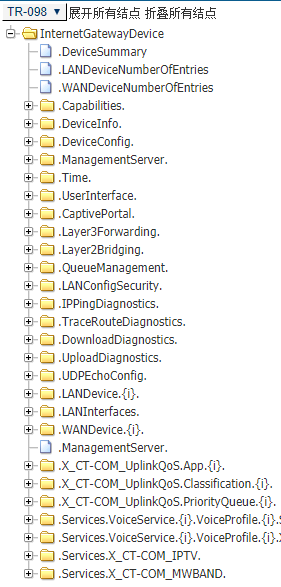 TR-098 展开所有结点 折叠所有结点
InternetGatewayDevice
.DeviceSummary
.LANDeviceNumberOfEntries
.WANDeviceNumberOfEntries
.Capabilities.
.DeviceInfo.
.DeviceConfig.
.ManagementServer.
.Time.
.UserInterface.
.CaptivePortal.
.Layer3Forwarding.
.Layer2Bridging.
.QueueManagement.
.LANConfigSecurity.
.IPPingDiagnostics.
.TraceRouteDiagnostics.
.DownloadDiagnostics.
.UploadDiagnostics.
.UDPEchoConfig.
.LANDevice.{i}.
.LANInterfaces.
.WANDevice.{i}.
.ManagementServer.
.X_CT-COM_UplinkQoS.App.{i}.
.X_CT-COM_UplinkQoS.Classification.{i}.
.X_CT-COM_UplinkQoS.PriorityQueue.{i}.
.Services.VoiceService.{i}.VoiceProfile.{i}.
.Services.VoiceService.{i}.VoiceProfile.{i}.
.Services.X_CT-COM_IPTV.
.Services.X_CT-COM_MWBAND.